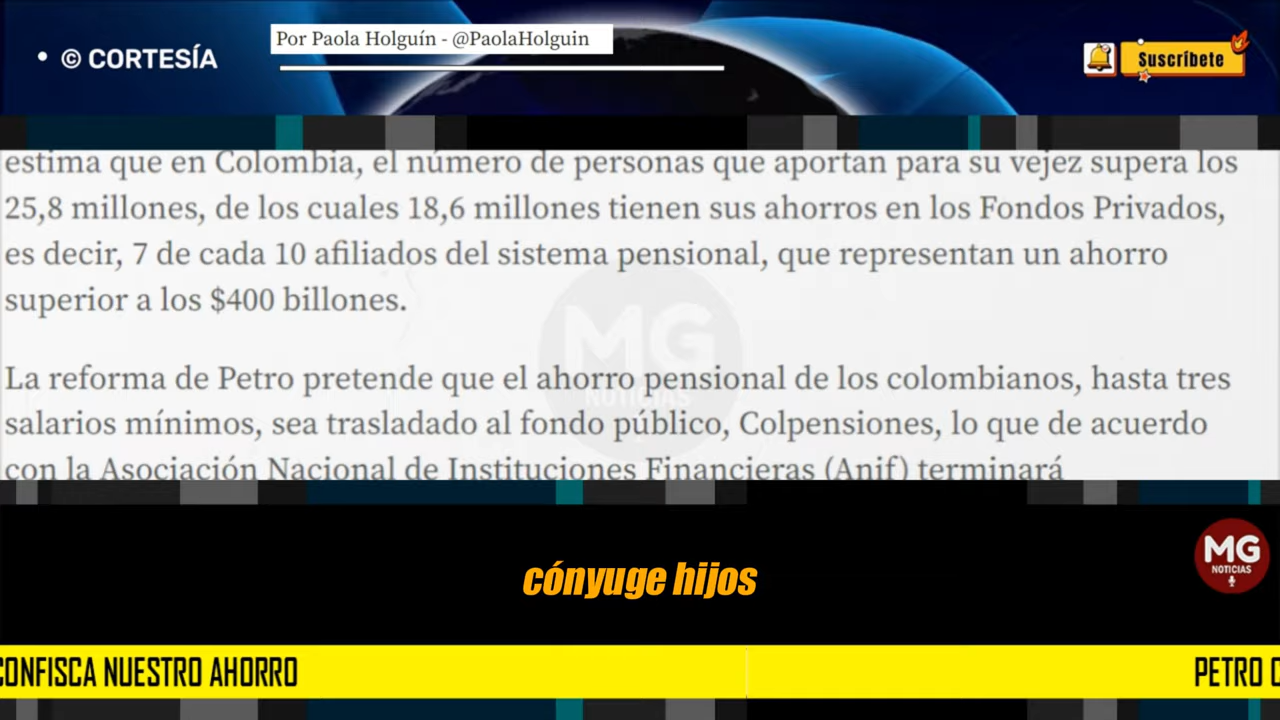 Por Paola Holguín - @PaolaHolguin
• © CORTESÍA
Suscríbete
estima que en Colombia, el número de personas que aportan para su vejez supera los
25,8 millones, de los cuales 18,6 millones tienen sus ahorros en los Fondos Privados,
es decir, 7 de cada 10 afiliados del sistema pensional, que representan un ahorro
superior a los $400 billones.
MG
NOTICIAS
La reforma de Petro pretende que el ahorro pensional de los colombianos, hasta tres
salarios mínimos, sea trasladado al fondo público, Colpensiones, lo que de acuerdo
con la Asociación Nacional de Instituciones Financieras (Anif) terminará
MG
NOTICIAS
cónyuge hijos
CONFISCA NUESTRO AHORRO
PETRO C